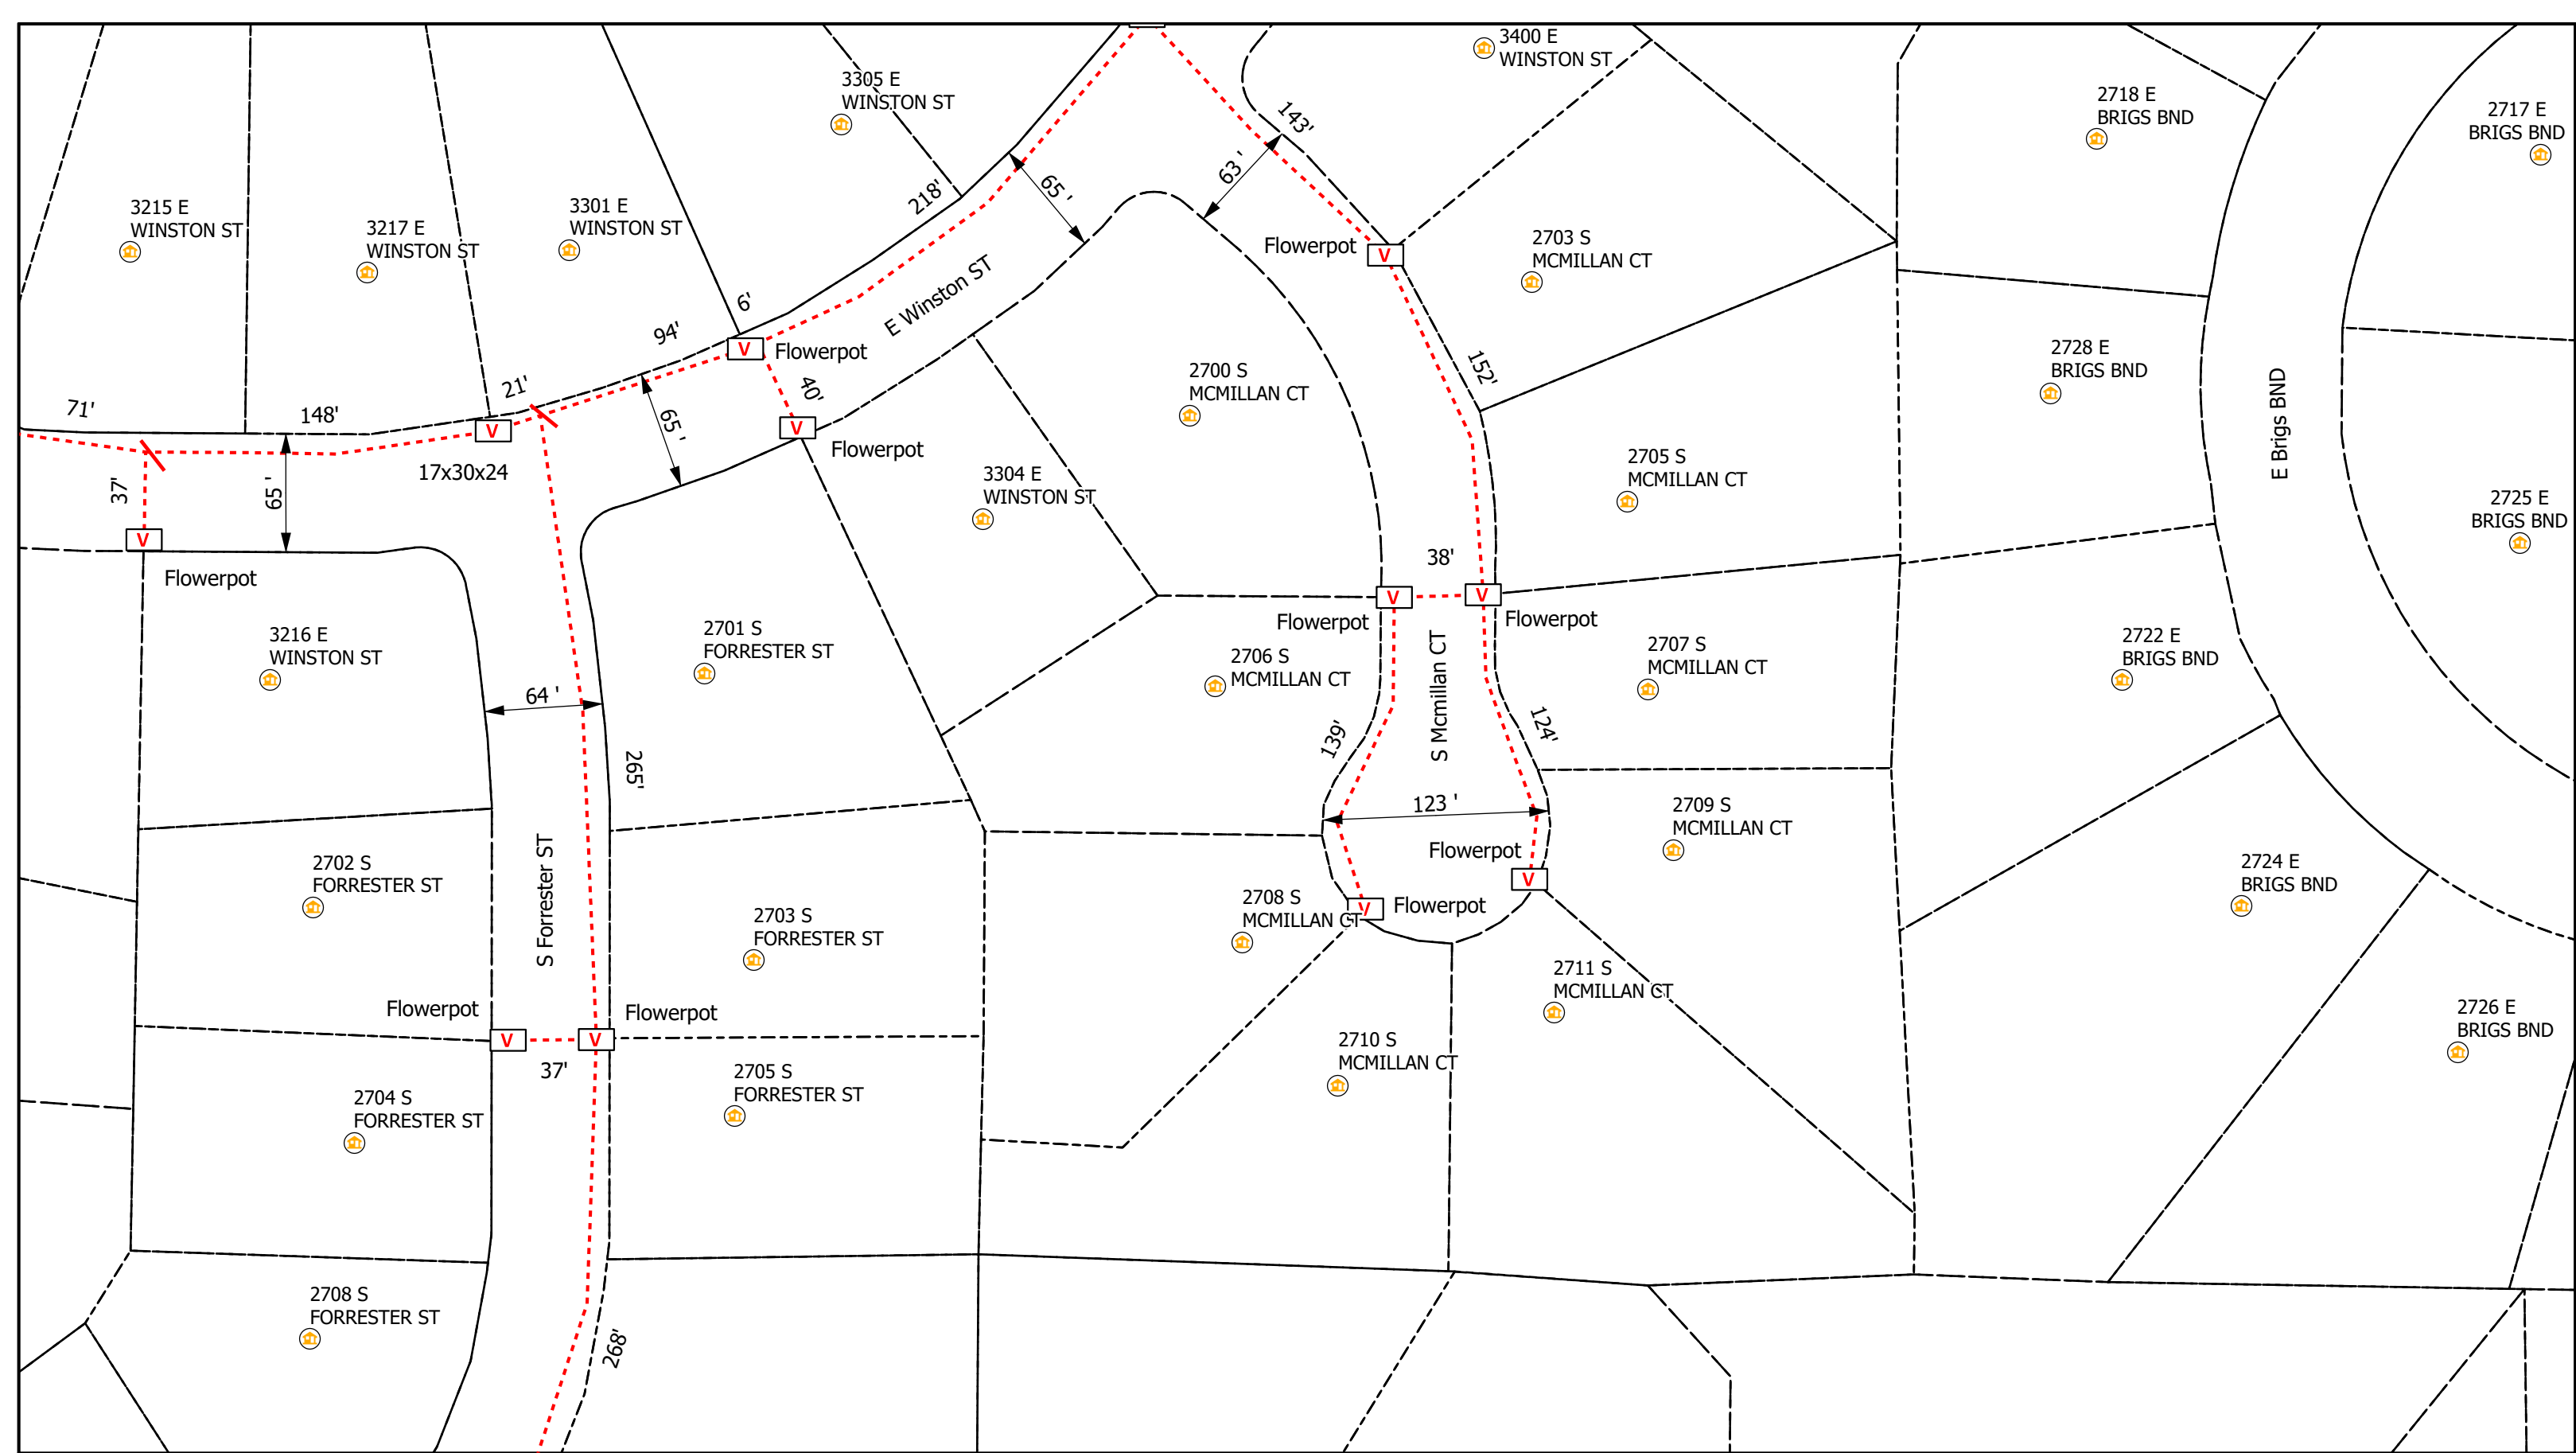 3400 E
WINSTON ST
3305 E
WINSTON ST
2718 E
BRIGS BND
2717 E
BRIGS BND
143'
63 '
65 '
218'
3215 E
WINSTON ST
3217 E
WINSTON ST
3301 E
WINSTON ST
Flowerpot
V
2703 S
MCMILLAN CT
E Winston ST
6'
94'
V
Flowerpot
40'
2700 S
MCMILLAN CT
152'
2728 E
BRIGS BND
E Brigs BND
71'
148'
21'
V
65 '
V
Flowerpot
17x30x24
37'
65 '
3304 E
WINSTON ST
2705 S
MCMILLAN CT
2725 E
BRIGS BND
V
Flowerpot
38'
V
V
Flowerpot
Flowerpot
3216 E
WINSTON ST
2701 S
FORRESTER ST
2706 S
MCMILLAN CT
S Mcmillan CT
2707 S
MCMILLAN CT
2722 E
BRIGS BND
64 '
139'
124'
265'
123 '
2709 S
MCMILLAN CT
Flowerpot
V
2702 S
FORRESTER ST
S Forrester ST
2703 S
FORRESTER ST
2708 S
MCMILLAN CT
V
Flowerpot
2724 E
BRIGS BND
2711 S
MCMILLAN CT
Flowerpot
V
V
Flowerpot
37'
2726 E
BRIGS BND
2710 S
MCMILLAN CT
2704 S
FORRESTER ST
2705 S
FORRESTER ST
2708 S
FORRESTER ST
268'